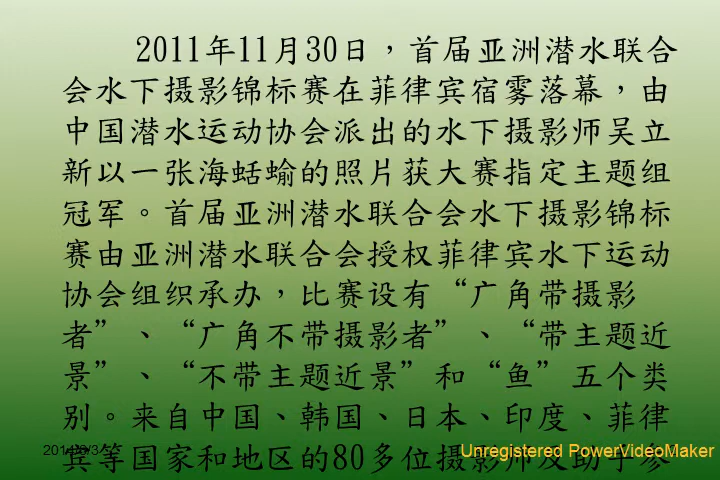 2011年11月30日，首届亚洲潜水联合
会水下摄影锦标赛在菲律宾宿雾落幕，由
中国潜水运动协会派出的水下摄影师吴立
新以一张海蛞蝓的照片获大赛指定主题组
冠军。首届亚洲潜水联合会水下摄影锦标
赛由亚洲潜水联合会授权菲律宾水下运动
协会组织承办，比赛设有“广角带摄影
者”、“广角不带摄影者”、“带主题近
景”、“不带主题近景”和“鱼”五个类
别。来自中国、韩国、日本、印度、菲律
宾等国家和地区的80多位摄影师及助手参
Unregistered PowerVideoMaker